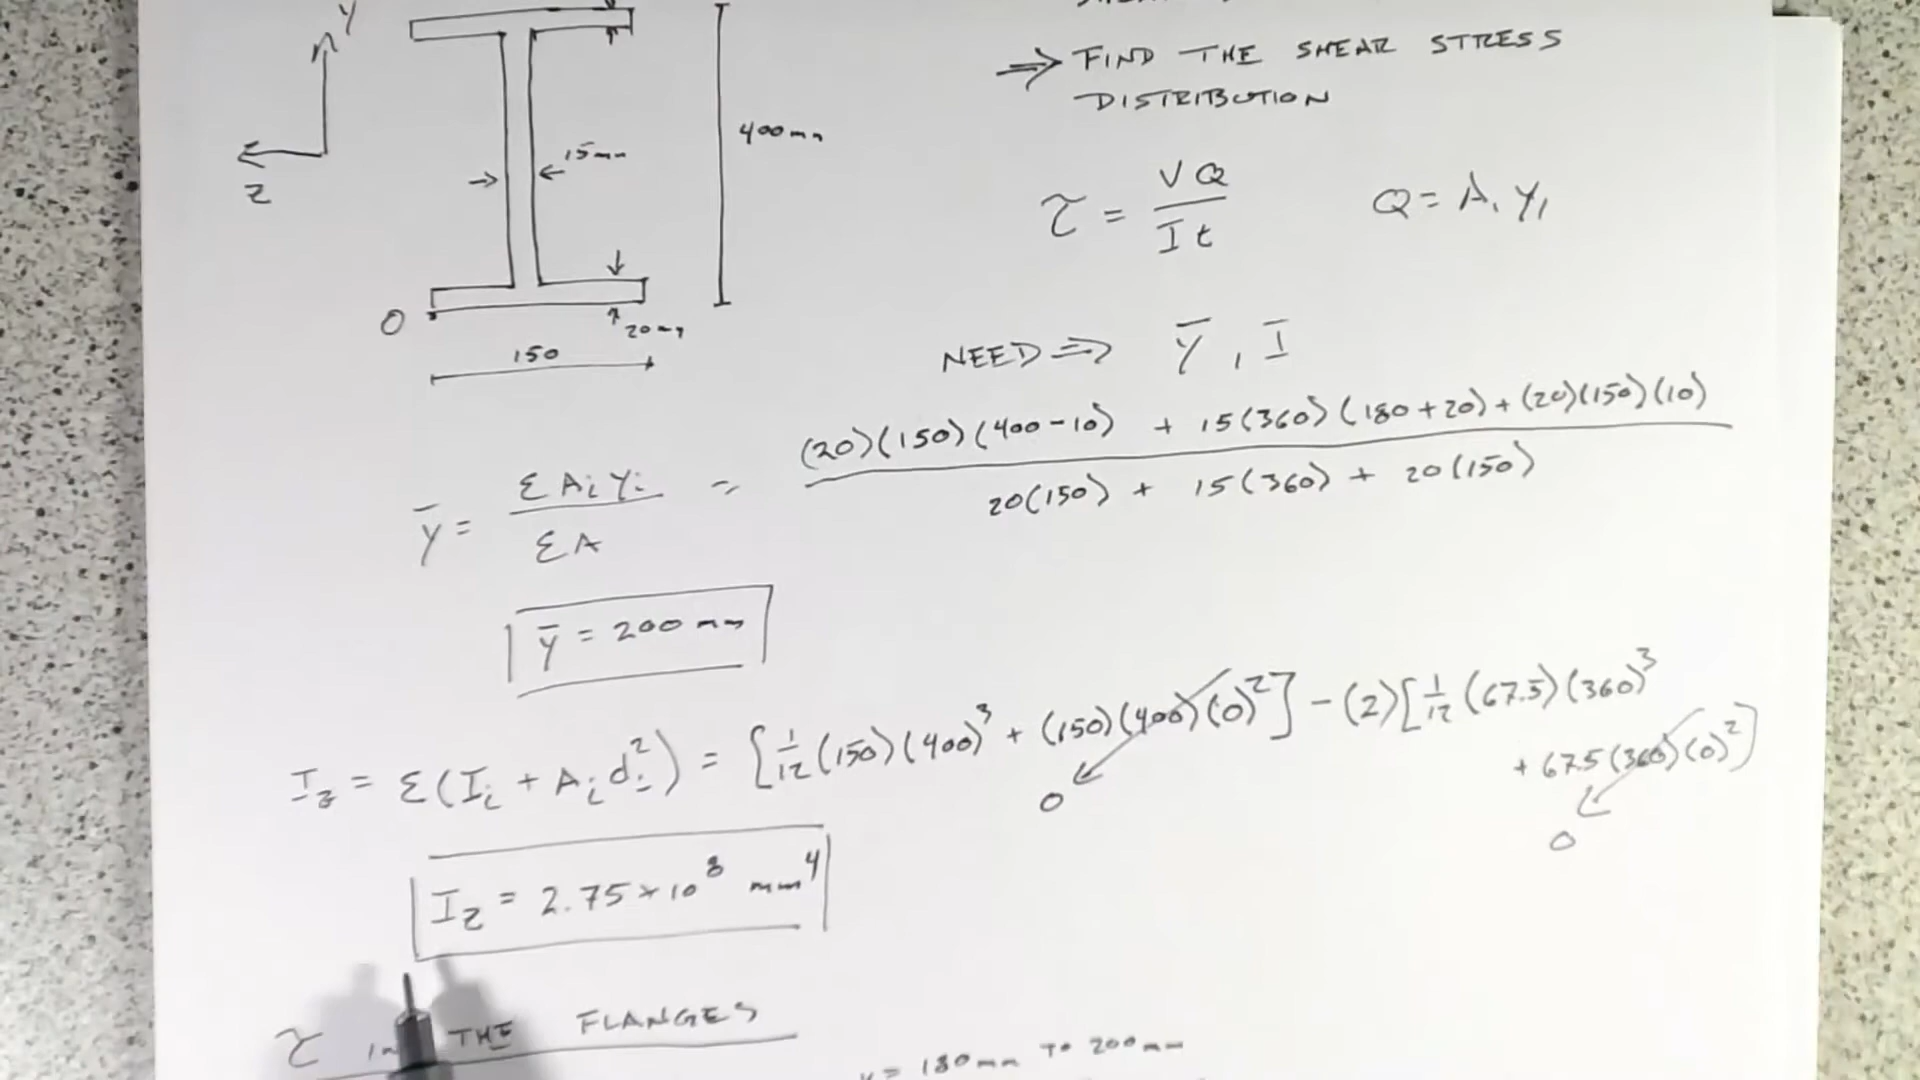 Y
Z
15mm
400mm
O
20mm
150
⇒ FIND THE SHEAR STRESS
DISTRIBUTION
τ = VQ / It
Q = A₁ y₁
NEED ⇒ ȳ, I
ȳ = ΣAᵢyᵢ / ΣA = (20)(150)(400-10) + 15(360)(180+20) + (20)(150)(10) / 20(150) + 15(360) + 20(150)
ȳ = 200 mm
I_z = Σ(Iᵢ + Aᵢdᵢ²) = [1/12 (150)(400)³ + (150)(400)(0)²] - (2)[1/12 (67.5)(360)³
+ 67.5(360)(0)²]
0
0
I_z = 2.75×10⁸ mm⁴
τ in THE FLANGES
y = 180mm TO 200mm